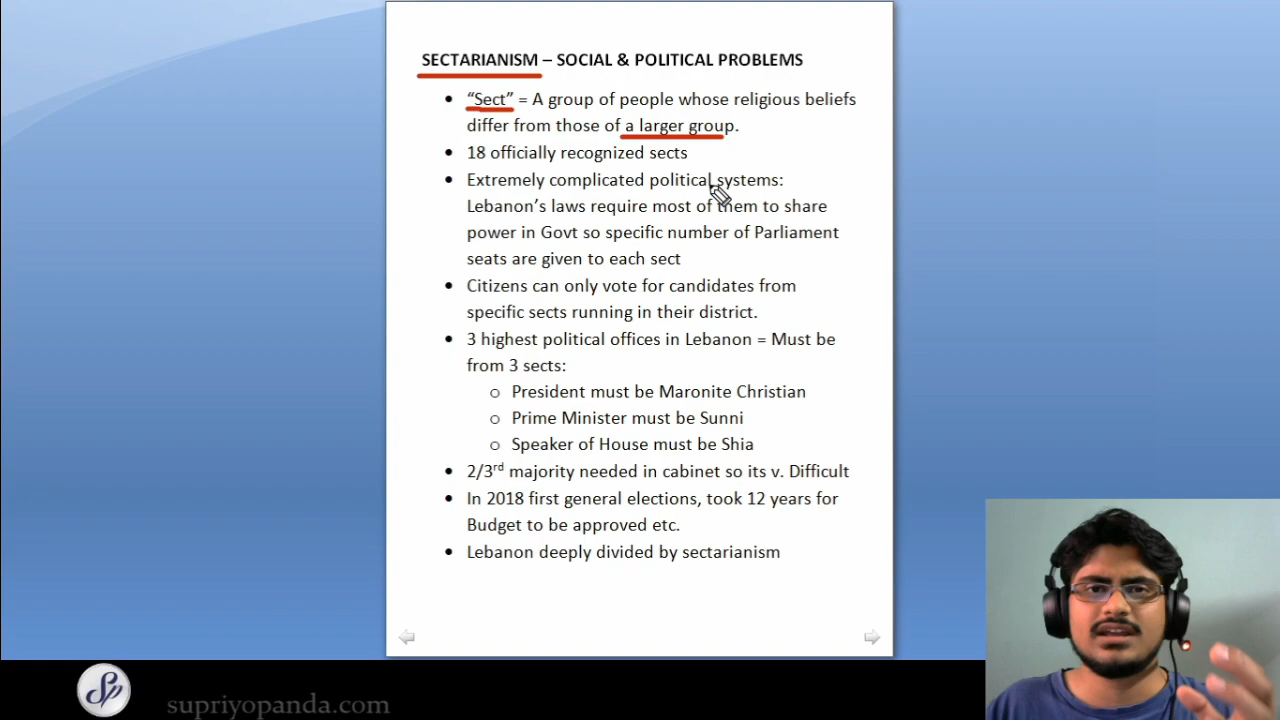 SECTARIANISM – SOCIAL & POLITICAL PROBLEMS
• “Sect” = A group of people whose religious beliefs
differ from those of a larger group.
• 18 officially recognized sects
• Extremely complicated political systems:
Lebanon’s laws require most of them to share
power in Govt so specific number of Parliament
seats are given to each sect
• Citizens can only vote for candidates from
specific sects running in their district.
• 3 highest political offices in Lebanon = Must be
from 3 sects:
o President must be Maronite Christian
o Prime Minister must be Sunni
o Speaker of House must be Shia
• 2/3rd majority needed in cabinet so its v. Difficult
• In 2018 first general elections, took 12 years for
Budget to be approved etc.
• Lebanon deeply divided by sectarianism
supriyopanda.com